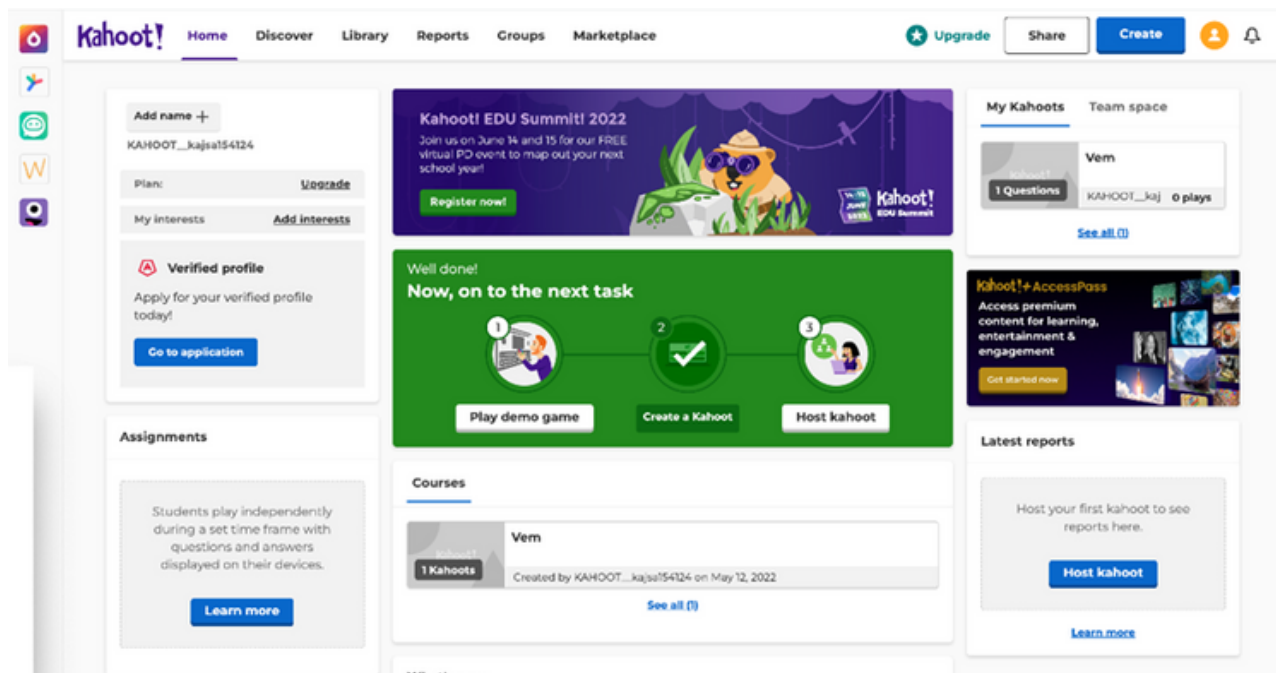 Kahoot!
Home
Discover
Library
Reports
Groups
Marketplace
Upgrade
Share
Create
Add name +
KAHOOT__kajsa154124
Plan:
Upgrade
My interests
Add interests
Verified profile
Apply for your verified profile
today!
Go to application
Assignments
Students play independently
during a set time frame with
questions and answers
displayed on their devices.
Learn more
Kahoot! EDU Summit! 2022
Join us on June 14 and 15 for our FREE
virtual PD event to map out your next
school year!
Register now!
14-15
JUNE
2022
Kahoot!
EDU Summit
Well done!
Now, on to the next task
1
2
3
Play demo game
Create a Kahoot
Host kahoot
Courses
Kahoot!
1 Kahoots
Vem
Created by KAHOOT__kajsa154124 on May 12, 2022
See all (1)
My Kahoots
Team space
Kahoot!
1 Questions
Vem
KAHOOT__kaj
0 plays
See all (1)
Kahoot!+ AccessPass
Access premium
content for learning,
entertainment &
engagement
Get started now
Latest reports
Host your first kahoot to see
reports here.
Host kahoot
Learn more